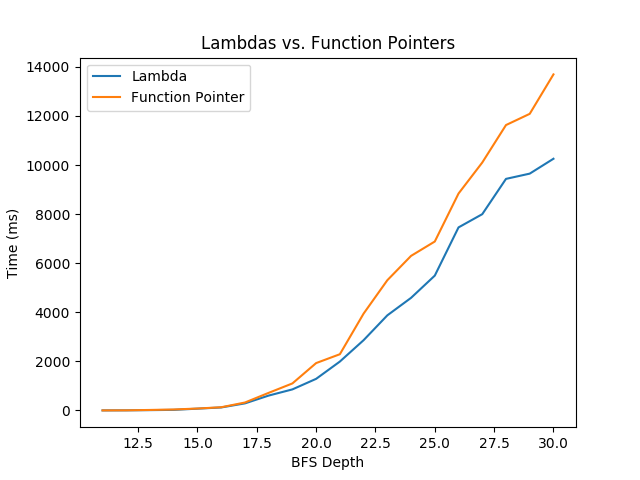 Lambdas vs. Function Pointers
Lambda
Function Pointer
14000
12000
10000
8000
6000
4000
2000
0
Time (ms)
12.5 15.0 17.5 20.0 22.5 25.0 27.5 30.0
BFS Depth